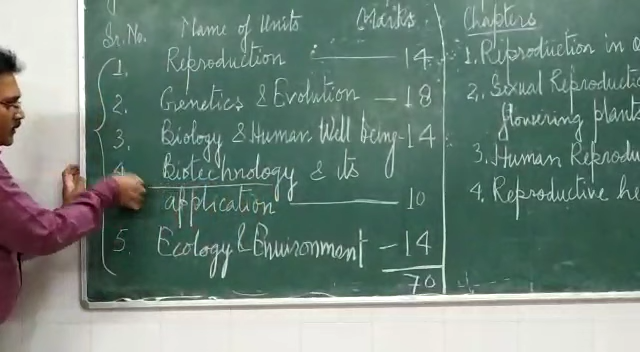 Sr. No. Name of Units Marks
1. Reproduction — 14
2. Genetics & Evolution — 18
3. Biology & Human Well being - 14
4. Biotechnology & its
application — 10
5. Ecology & Environment — 14
70
Chapters
1. Reproduction in
2. Sexual Reproducti
flowering plants
3. Human Reprodu
4. Reproductive he